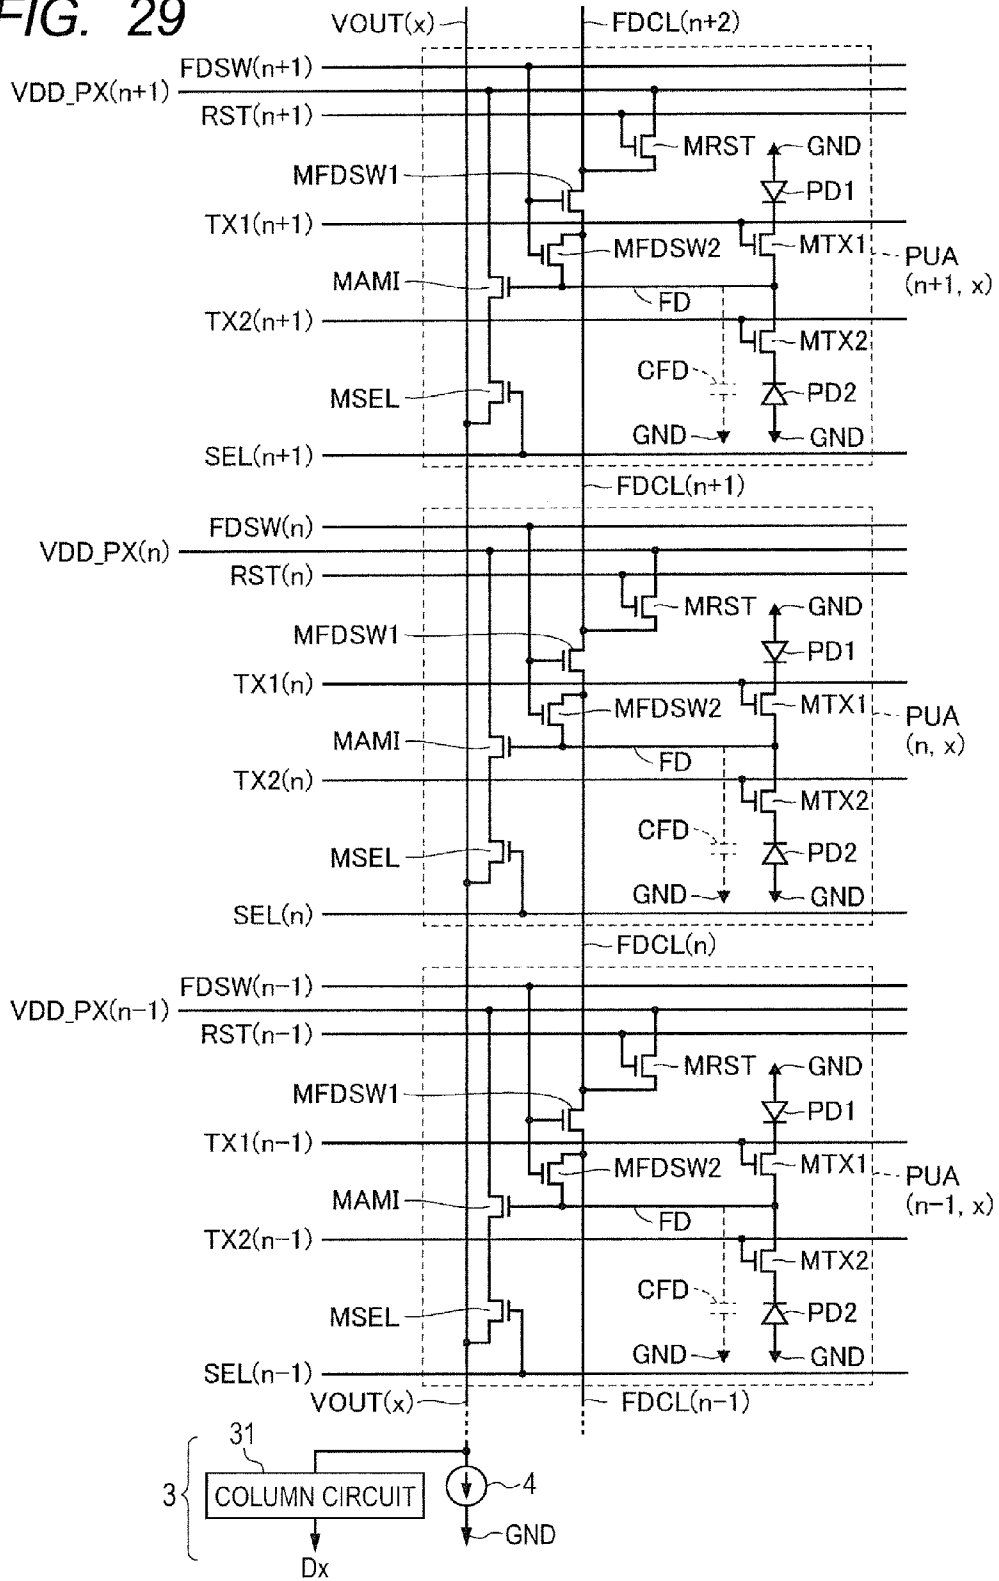 FIG. 29
VOUT(x)
FDCL(n+2)
FDSW(n+1)
VDD_PX(n+1)
RST(n+1)
MRST
GND
MFDSW1
PD1
TX1(n+1)
MFDSW2
MTX1
PUA
(n+1, x)
MAMI
FD
TX2(n+1)
MTX2
CFD
MSEL
PD2
GND
GND
SEL(n+1)
FDCL(n+1)
FDSW(n)
VDD_PX(n)
RST(n)
MRST
GND
MFDSW1
PD1
TX1(n)
MFDSW2
MTX1
PUA
(n, x)
MAMI
FD
TX2(n)
MTX2
CFD
MSEL
PD2
GND
GND
SEL(n)
FDCL(n)
FDSW(n-1)
VDD_PX(n-1)
RST(n-1)
MRST
GND
MFDSW1
PD1
TX1(n-1)
MFDSW2
MTX1
PUA
(n-1, x)
MAMI
FD
TX2(n-1)
MTX2
CFD
MSEL
PD2
GND
GND
SEL(n-1)
VOUT(x)
FDCL(n-1)
31
3
COLUMN CIRCUIT
4
GND
Dx